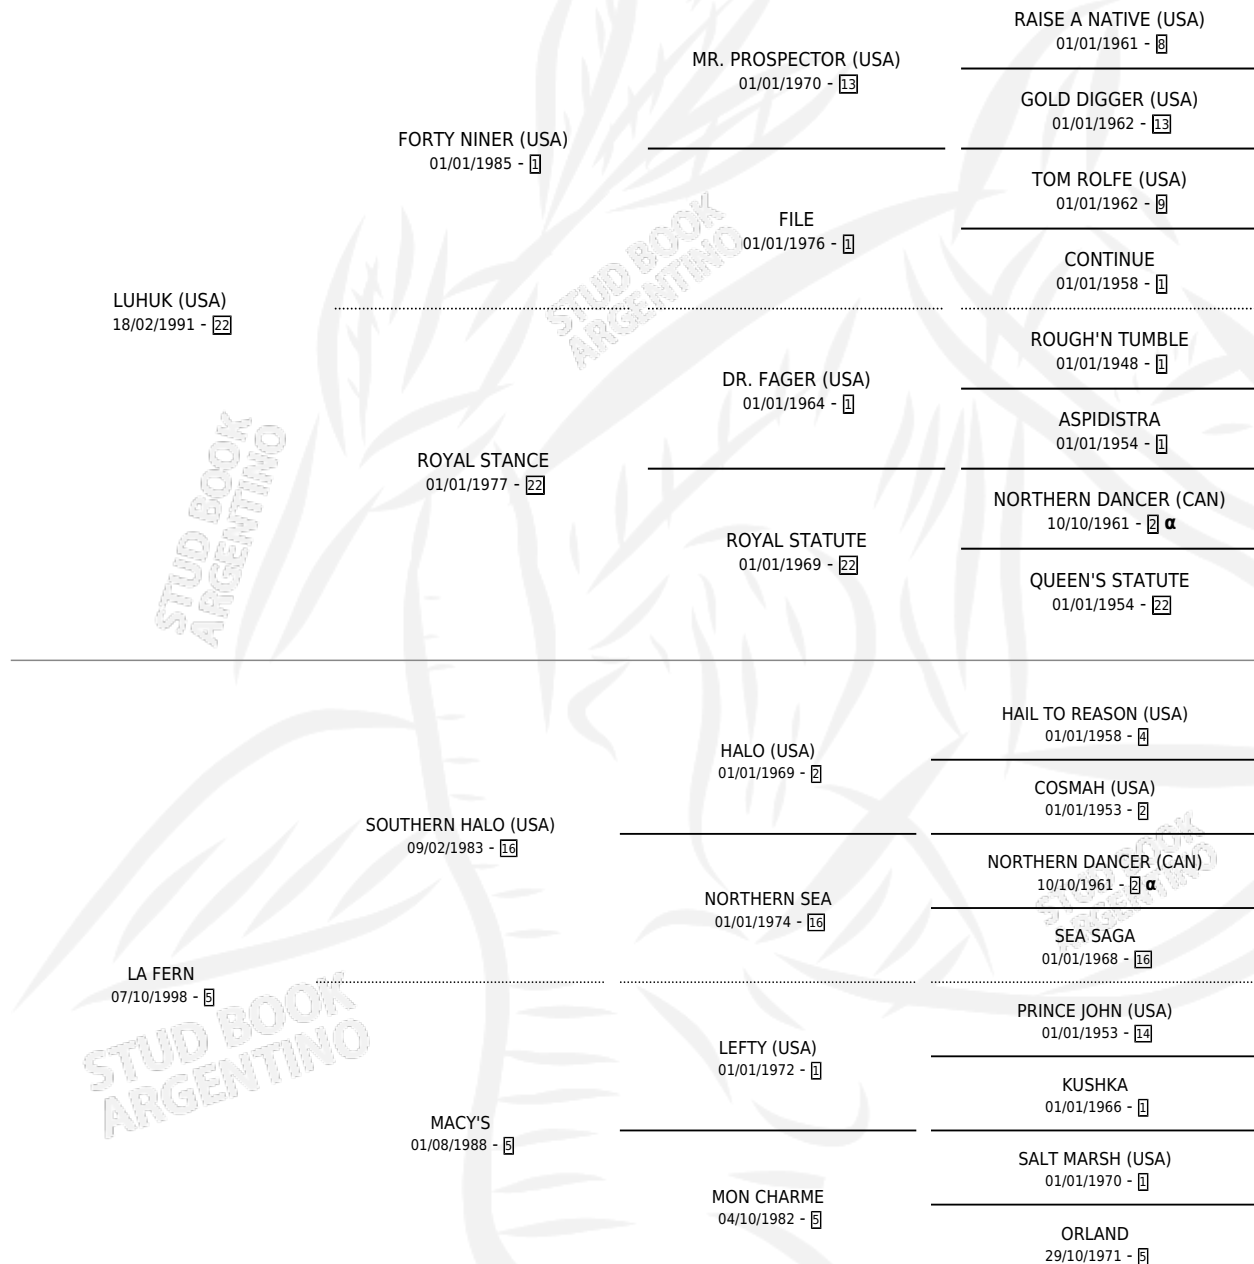 RAISE A NATIVE (USA)
01/01/1961 - 8
MR. PROSPECTOR (USA)
01/01/1970 - 13
GOLD DIGGER (USA)
01/01/1962 - 13
FORTY NINER (USA)
01/01/1985 - 1
TOM ROLFE (USA)
01/01/1962 - 9
FILE
01/01/1976 - 1
CONTINUE
01/01/1958 - 1
LUHUK (USA)
18/02/1991 - 22
ROUGH'N TUMBLE
01/01/1948 - 1
DR. FAGER (USA)
01/01/1964 - 1
ASPIDISTRA
01/01/1954 - 1
ROYAL STANCE
01/01/1977 - 22
NORTHERN DANCER (CAN)
10/10/1961 - 2 α
ROYAL STATUTE
01/01/1969 - 22
QUEEN'S STATUTE
01/01/1954 - 22
HAIL TO REASON (USA)
01/01/1958 - 4
HALO (USA)
01/01/1969 - 2
COSMAH (USA)
01/01/1953 - 2
SOUTHERN HALO (USA)
09/02/1983 - 16
NORTHERN DANCER (CAN)
10/10/1961 - 2 α
NORTHERN SEA
01/01/1974 - 16
SEA SAGA
01/01/1968 - 16
LA FERN
07/10/1998 - 5
PRINCE JOHN (USA)
01/01/1953 - 14
LEFTY (USA)
01/01/1972 - 1
KUSHKA
01/01/1966 - 1
MACY'S
01/08/1988 - 5
SALT MARSH (USA)
01/01/1970 - 1
MON CHARME
04/10/1982 - 5
ORLAND
29/10/1971 - 5
STUD BOOK
ARGENTINO
STUD BOOK
ARGENTINO
STUD BOOK
ARGENTINO
STUD BOOK
ARGENTINO